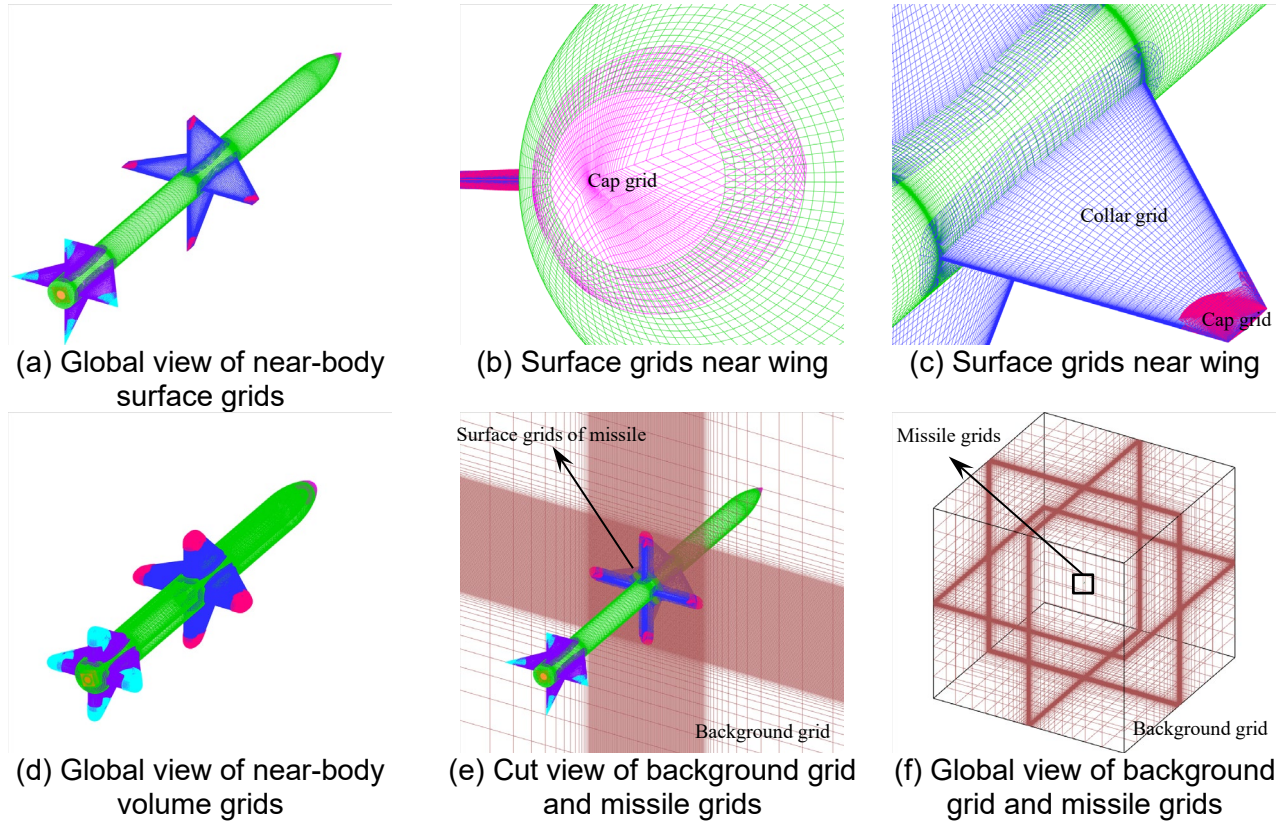 Cap grid
Collar grid
Cap grid
(a) Global view of near-body
surface grids
(b) Surface grids near wing
(c) Surface grids near wing
Surface grids of missile
Background grid
Missile grids
Background grid
(d) Global view of near-body
volume grids
(e) Cut view of background grid
and missile grids
(f) Global view of background
grid and missile grids